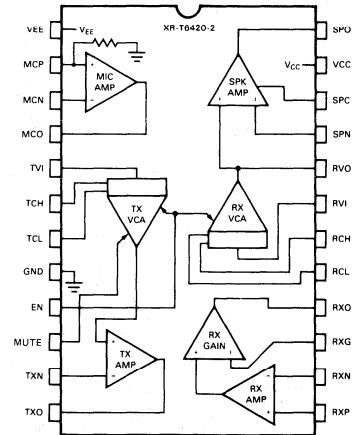 XR-T6420-2
VEE
VEE
MCP
MCN
MCO
TVI
TCH
TCL
GND
EN
MUTE
TXN
TXO
MIC
AMP
+
-
TX
VCA
TX
AMP
-
+
SPK
AMP
+
-
VCC
RX
VCA
RX
GAIN
+
-
RX
AMP
-
+
SPO
VCC
SPC
SPN
RVO
RVI
RCH
RCL
RXO
RXG
RXN
RXP